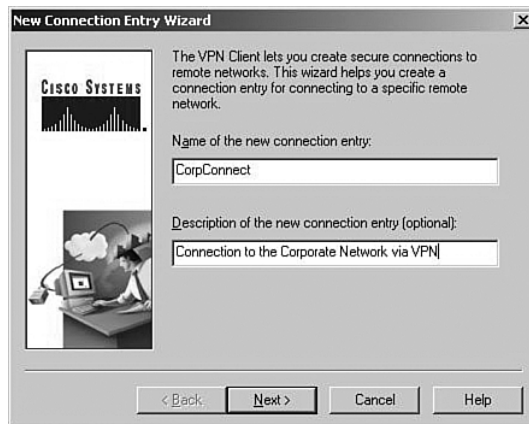 New Connection Entry Wizard
CISCO SYSTEMS
The VPN Client lets you create secure connections to
remote networks. This wizard helps you create a
connection entry for connecting to a specific remote
network.
Name of the new connection entry:
CorpConnect
Description of the new connection entry (optional):
Connection to the Corporate Network via VPN
< Back
Next >
Cancel
Help